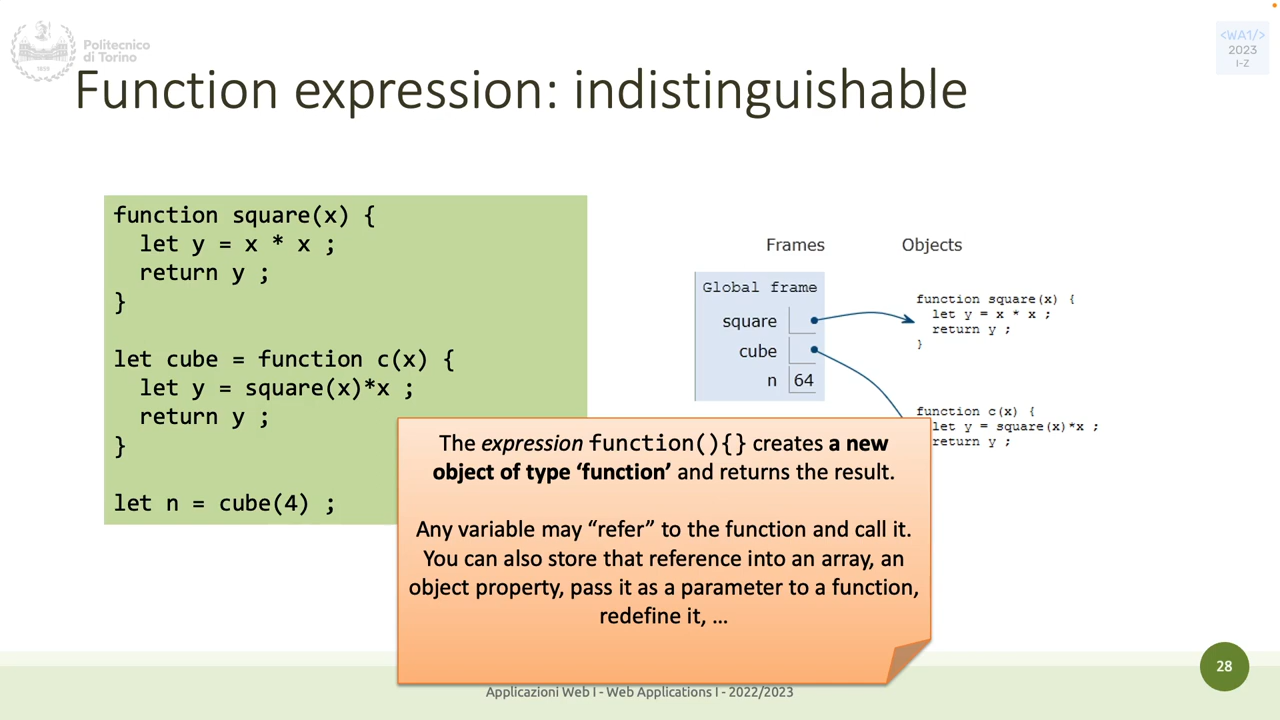 Politecnico
di Torino
<WA1/>
2023
I-Z
Function expression: indistinguishable
function square(x) {
let y = x * x ;
return y ;
}
let cube = function c(x) {
let y = square(x)*x ;
return y ;
}
let n = cube(4) ;
Frames
Objects
Global frame
square
cube
n 64
function square(x) {
let y = x * x ;
return y ;
}
function c(x) {
let y = square(x)*x ;
return y ;
The expression function(){} creates a new
object of type ‘function’ and returns the result.
Any variable may “refer” to the function and call it.
You can also store that reference into an array, an
object property, pass it as a parameter to a function,
redefine it, …
28
Applicazioni Web I - Web Applications I - 2022/2023